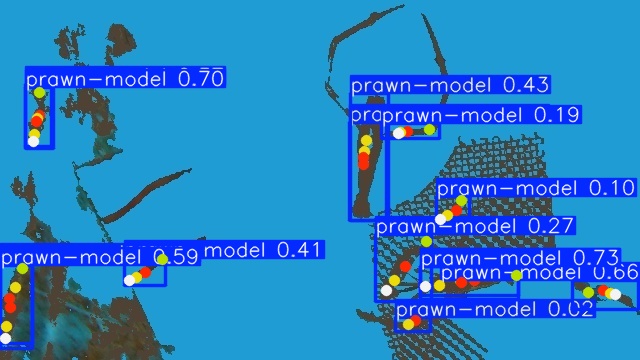 prawn-model 0.70
prawn-model 0.43
pra
prawn-model 0.19
prawn-model 0.10
prawn-model 0.27
model 0.41
prawn-model 0.59
prawn-model 0.73
prawn-model 0.66
prawn-model 0.02